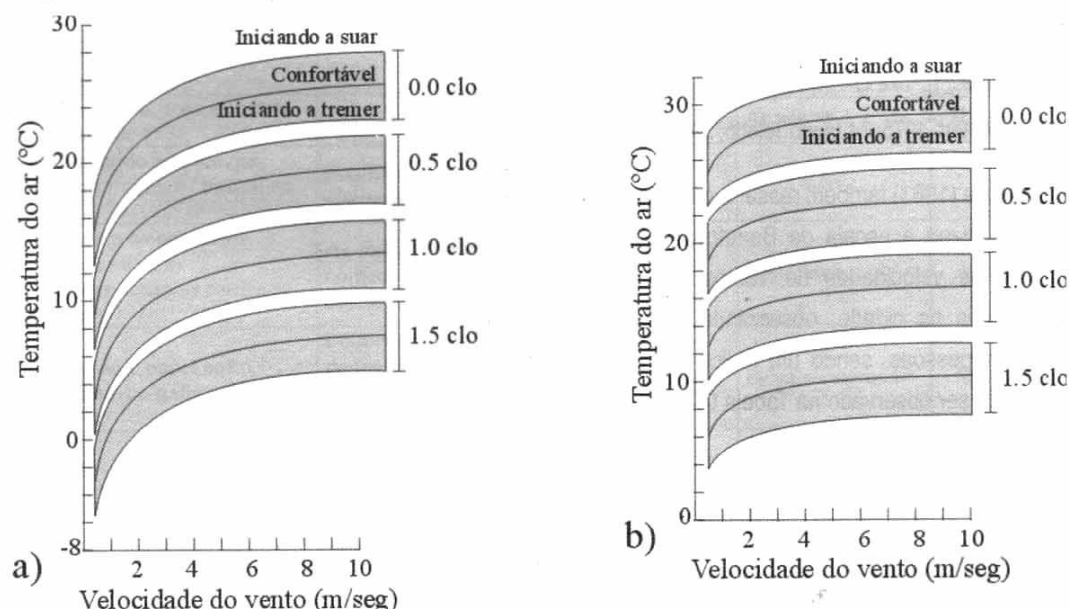 Temperatura do ar (°C)
30
20
10
0
-8
Iniciando a suar
Confortável
Iniciando a tremer
0.0 clo
0.5 clo
1.0 clo
1.5 clo
2 4 6 8 10
a)
Velocidade do vento (m/seg)
Temperatura do ar (°C)
30
20
10
0
Iniciando a suar
Confortável
Iniciando a tremer
0.0 clo
0.5 clo
1.0 clo
1.5 clo
2 4 6 8 10
b)
Velocidade do vento (m/seg)